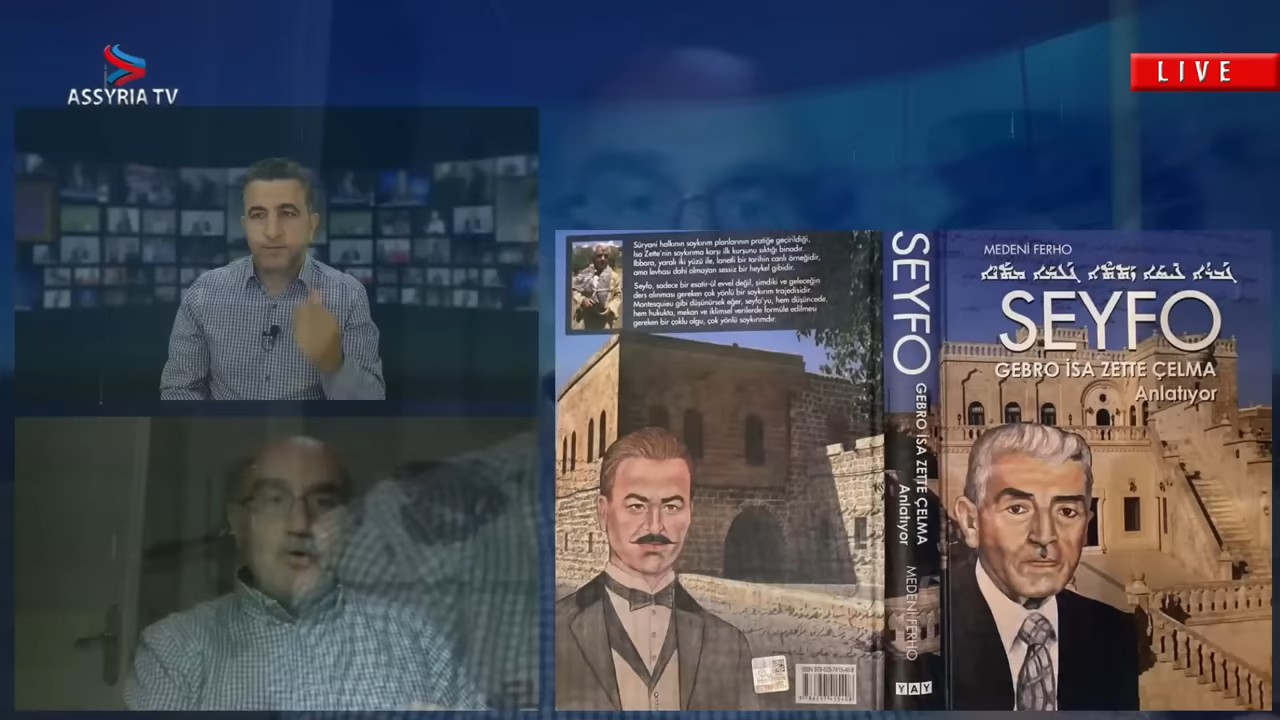 ASSYRIA TV
LIVE
Süryani halkının soykırım planlarının pratiğe geçirildiği,
İsa Zette'nin soykırıma karşı ilk kurşunu sıktığı binadır.
Ibbara, yaralı iki yüzü ile, lanetli bir tarihin canlı örneğidir,
ama levhası dahi olmayan sessiz bir heykel gibidir.
Seyfo, sadece bir esatir-ül evvel değil, şimdiki ve geleceğin
ders alınması gereken çok yönlü bir soykırım trajedisidir.
Montesquieu gibi düşünürsek eğer, seyfo'yu, hem düşüncede,
hem hukukta, mekan ve iklimsel verilerde formüle edilmesi
gereken bir çoklu olgu, çok yönlü soykırımdır.
SEYFO
GEBRO İSA ZETTE ÇELMA
Anlatıyor
MEDENİ FERHO
YAY
MEDENİ FERHO
SEYFO
GEBRO İSA ZETTE ÇELMA
Anlatıyor